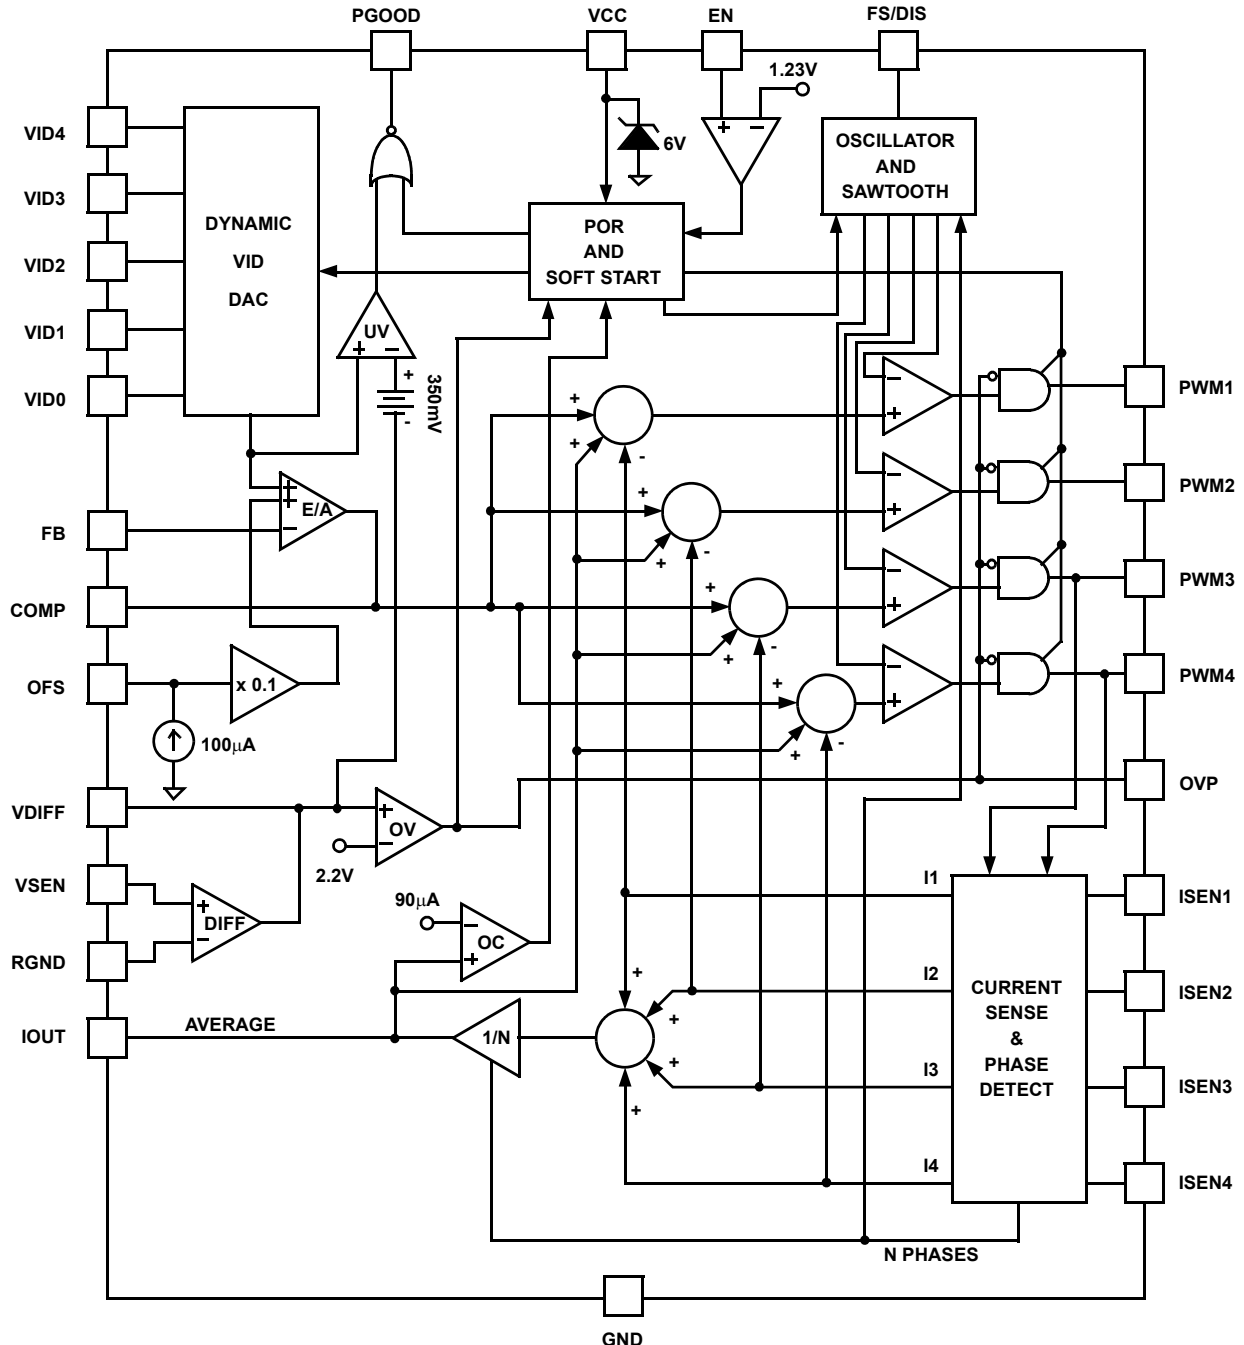 PGOOD
VCC
EN
FS/DIS
1.23V
+
−
6V
VID4
VID3
VID2
VID1
VID0
DYNAMIC
VID
DAC
POR
AND
SOFT START
OSCILLATOR
AND
SAWTOOTH
UV
+ −
+
350mV
-
E/A
+
+
−
FB
COMP
OFS
x 0.1
100µA
VDIFF
VSEN
RGND
IOUT
+
OV
−
2.2V
+
DIFF
−
90µA
−
OC
+
AVERAGE
1/N
+
+
-
+
+
-
+
+
-
+
+
-
−
+
−
+
−
+
−
+
PWM1
PWM2
PWM3
PWM4
OVP
I1
I2
I3
I4
+
+
+
+
CURRENT
SENSE
&
PHASE
DETECT
ISEN1
ISEN2
ISEN3
ISEN4
N PHASES
GND